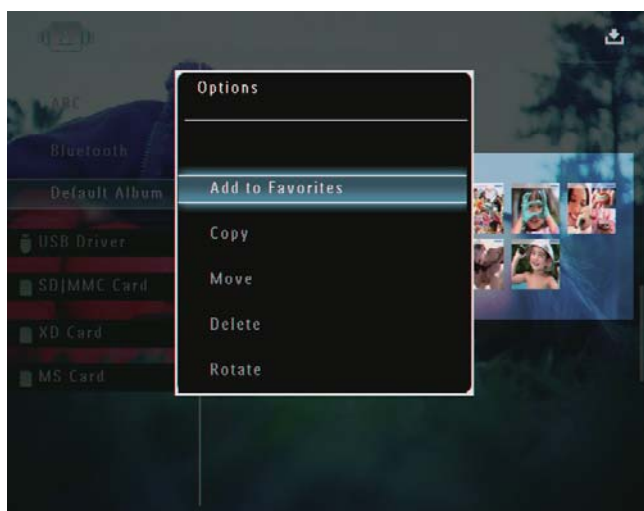 Options
Add to Favorites
Copy
Move
Delete
Rotate
ABC
Bluetooth
Default Album
USB Driver
SD|MMC Card
XD Card
MS Card